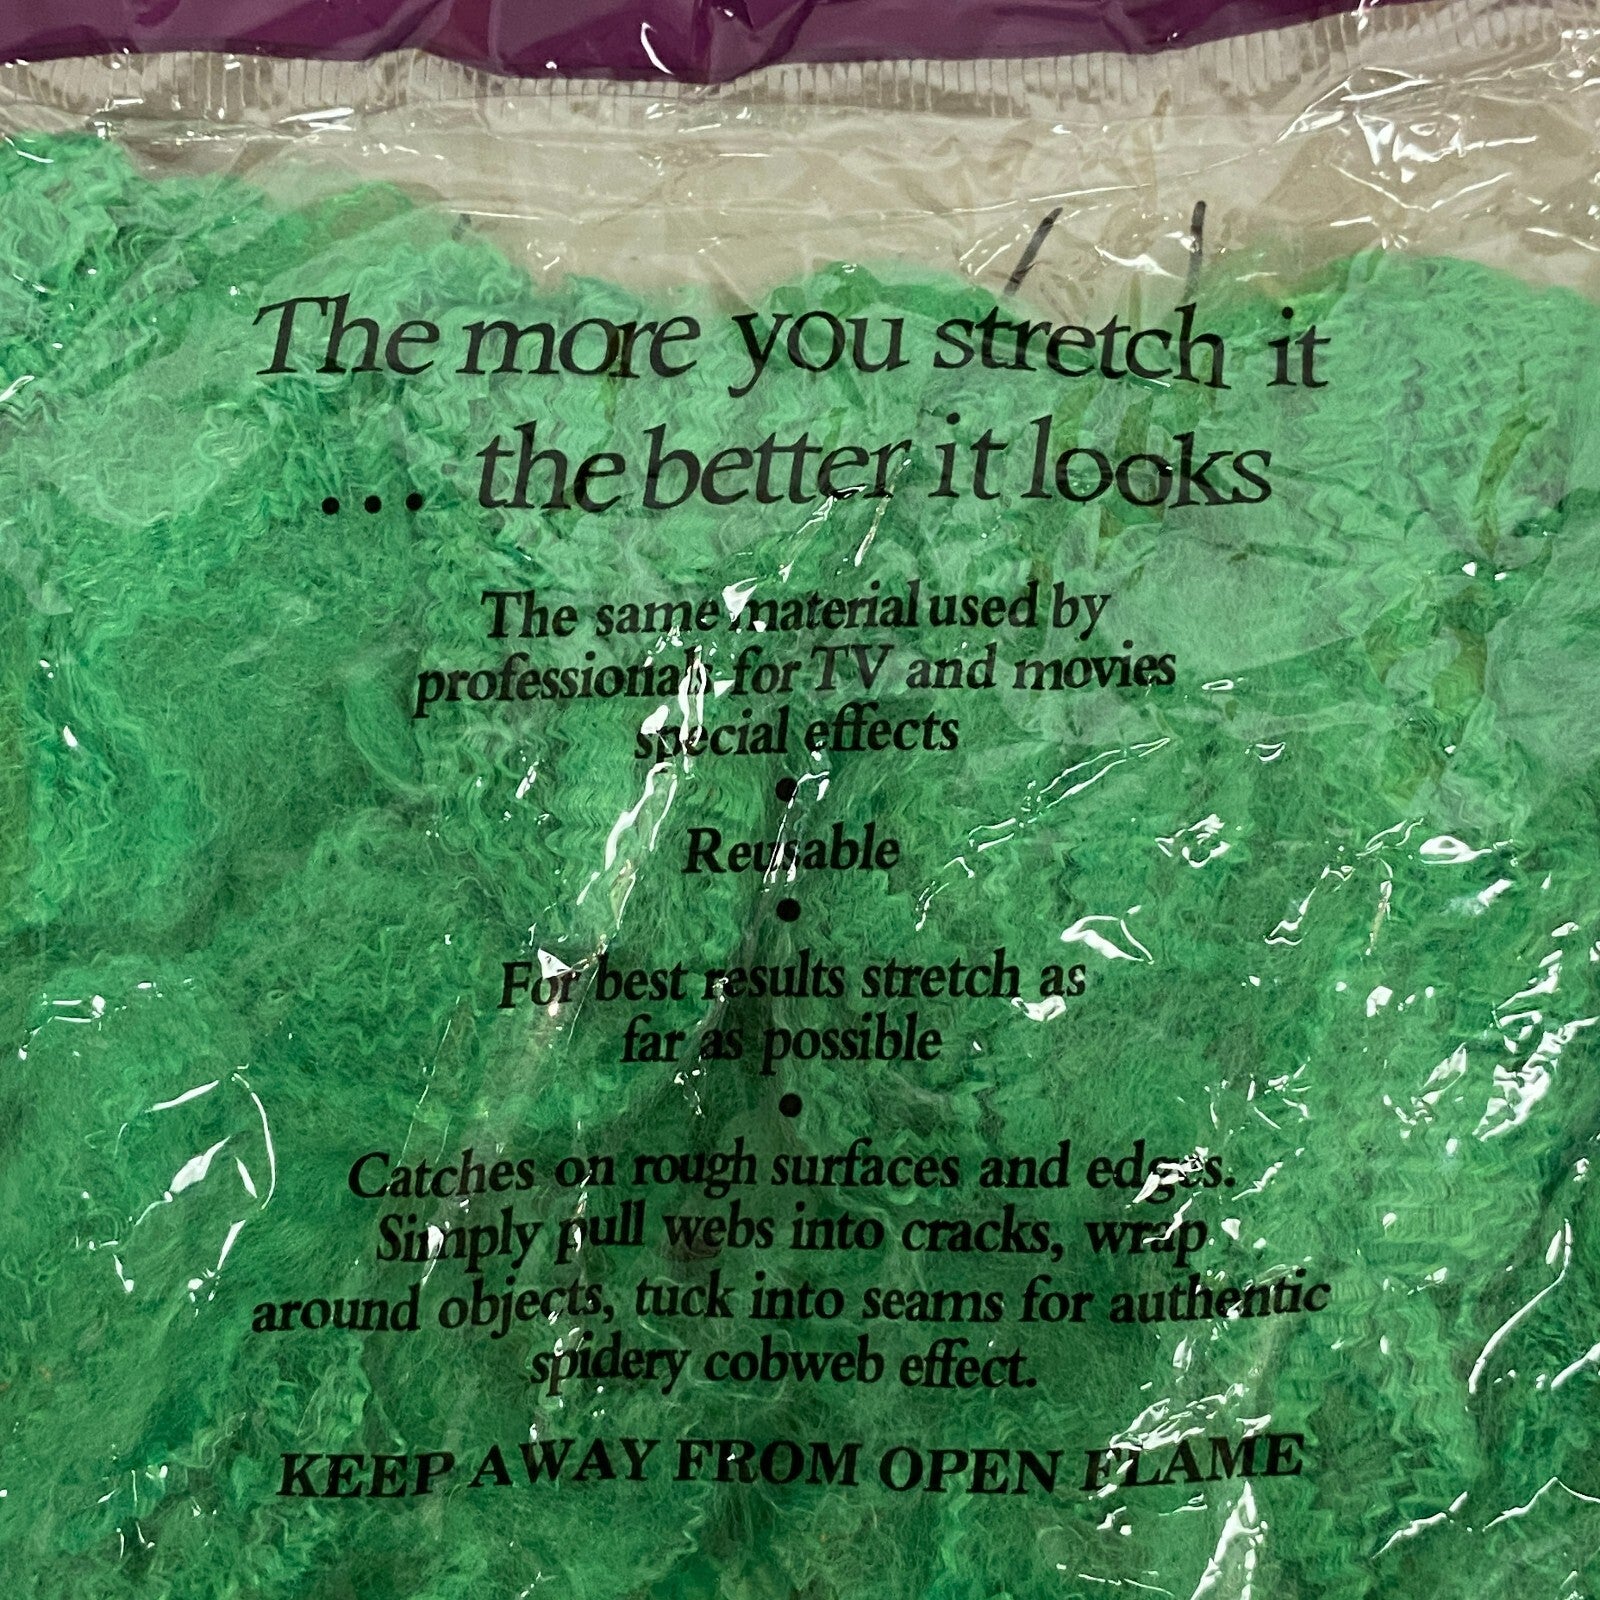 The more you stretch it
... the better it looks
The same material used by
professionals for TV and movies
special effects
•
Reusable
•
For best results stretch as
far as possible
•
Catches on rough surfaces and edges.
Simply pull webs into cracks, wrap
around objects, tuck into seams for authentic
spidery cobweb effect.
KEEP AWAY FROM OPEN FLAME